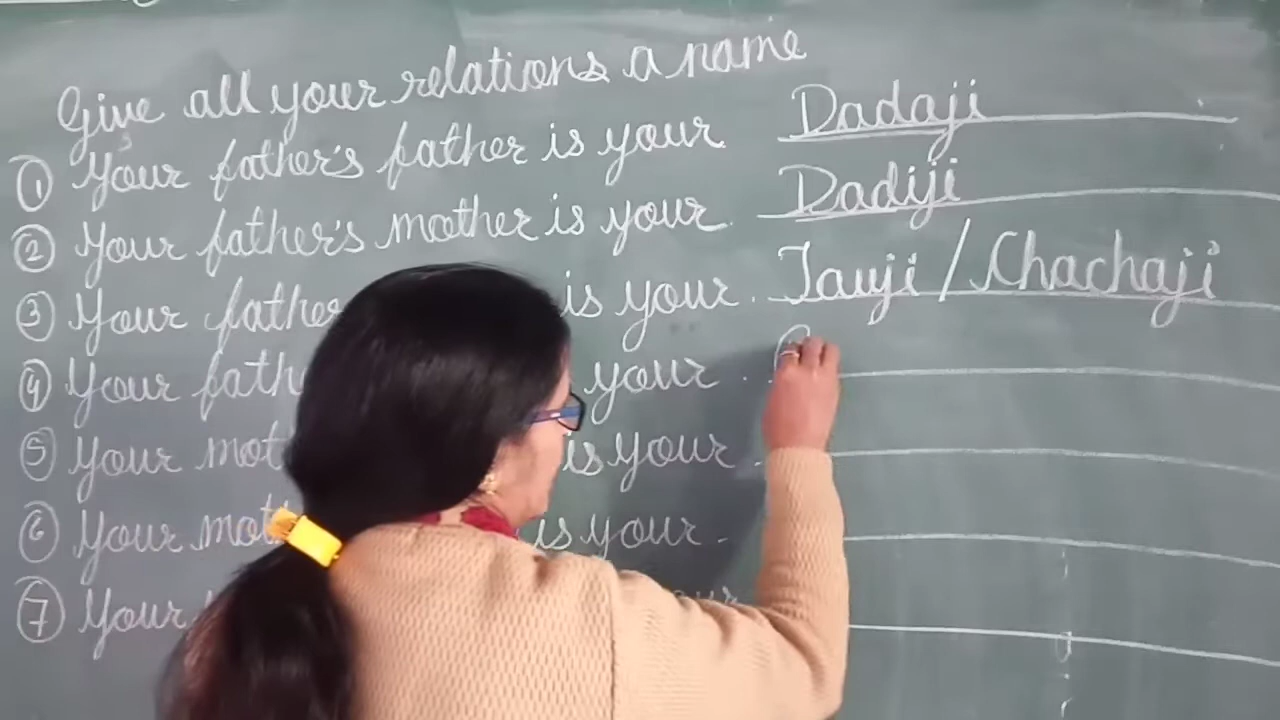 Give all your relations a name
① Your father's father is your Dadaji
② Your father's mother is your. Dadiji
③ Your father is your. Tauji / Chachaji
④ Your fath your
⑤ Your mot is your
⑥ Your mot is your -
⑦ Your your